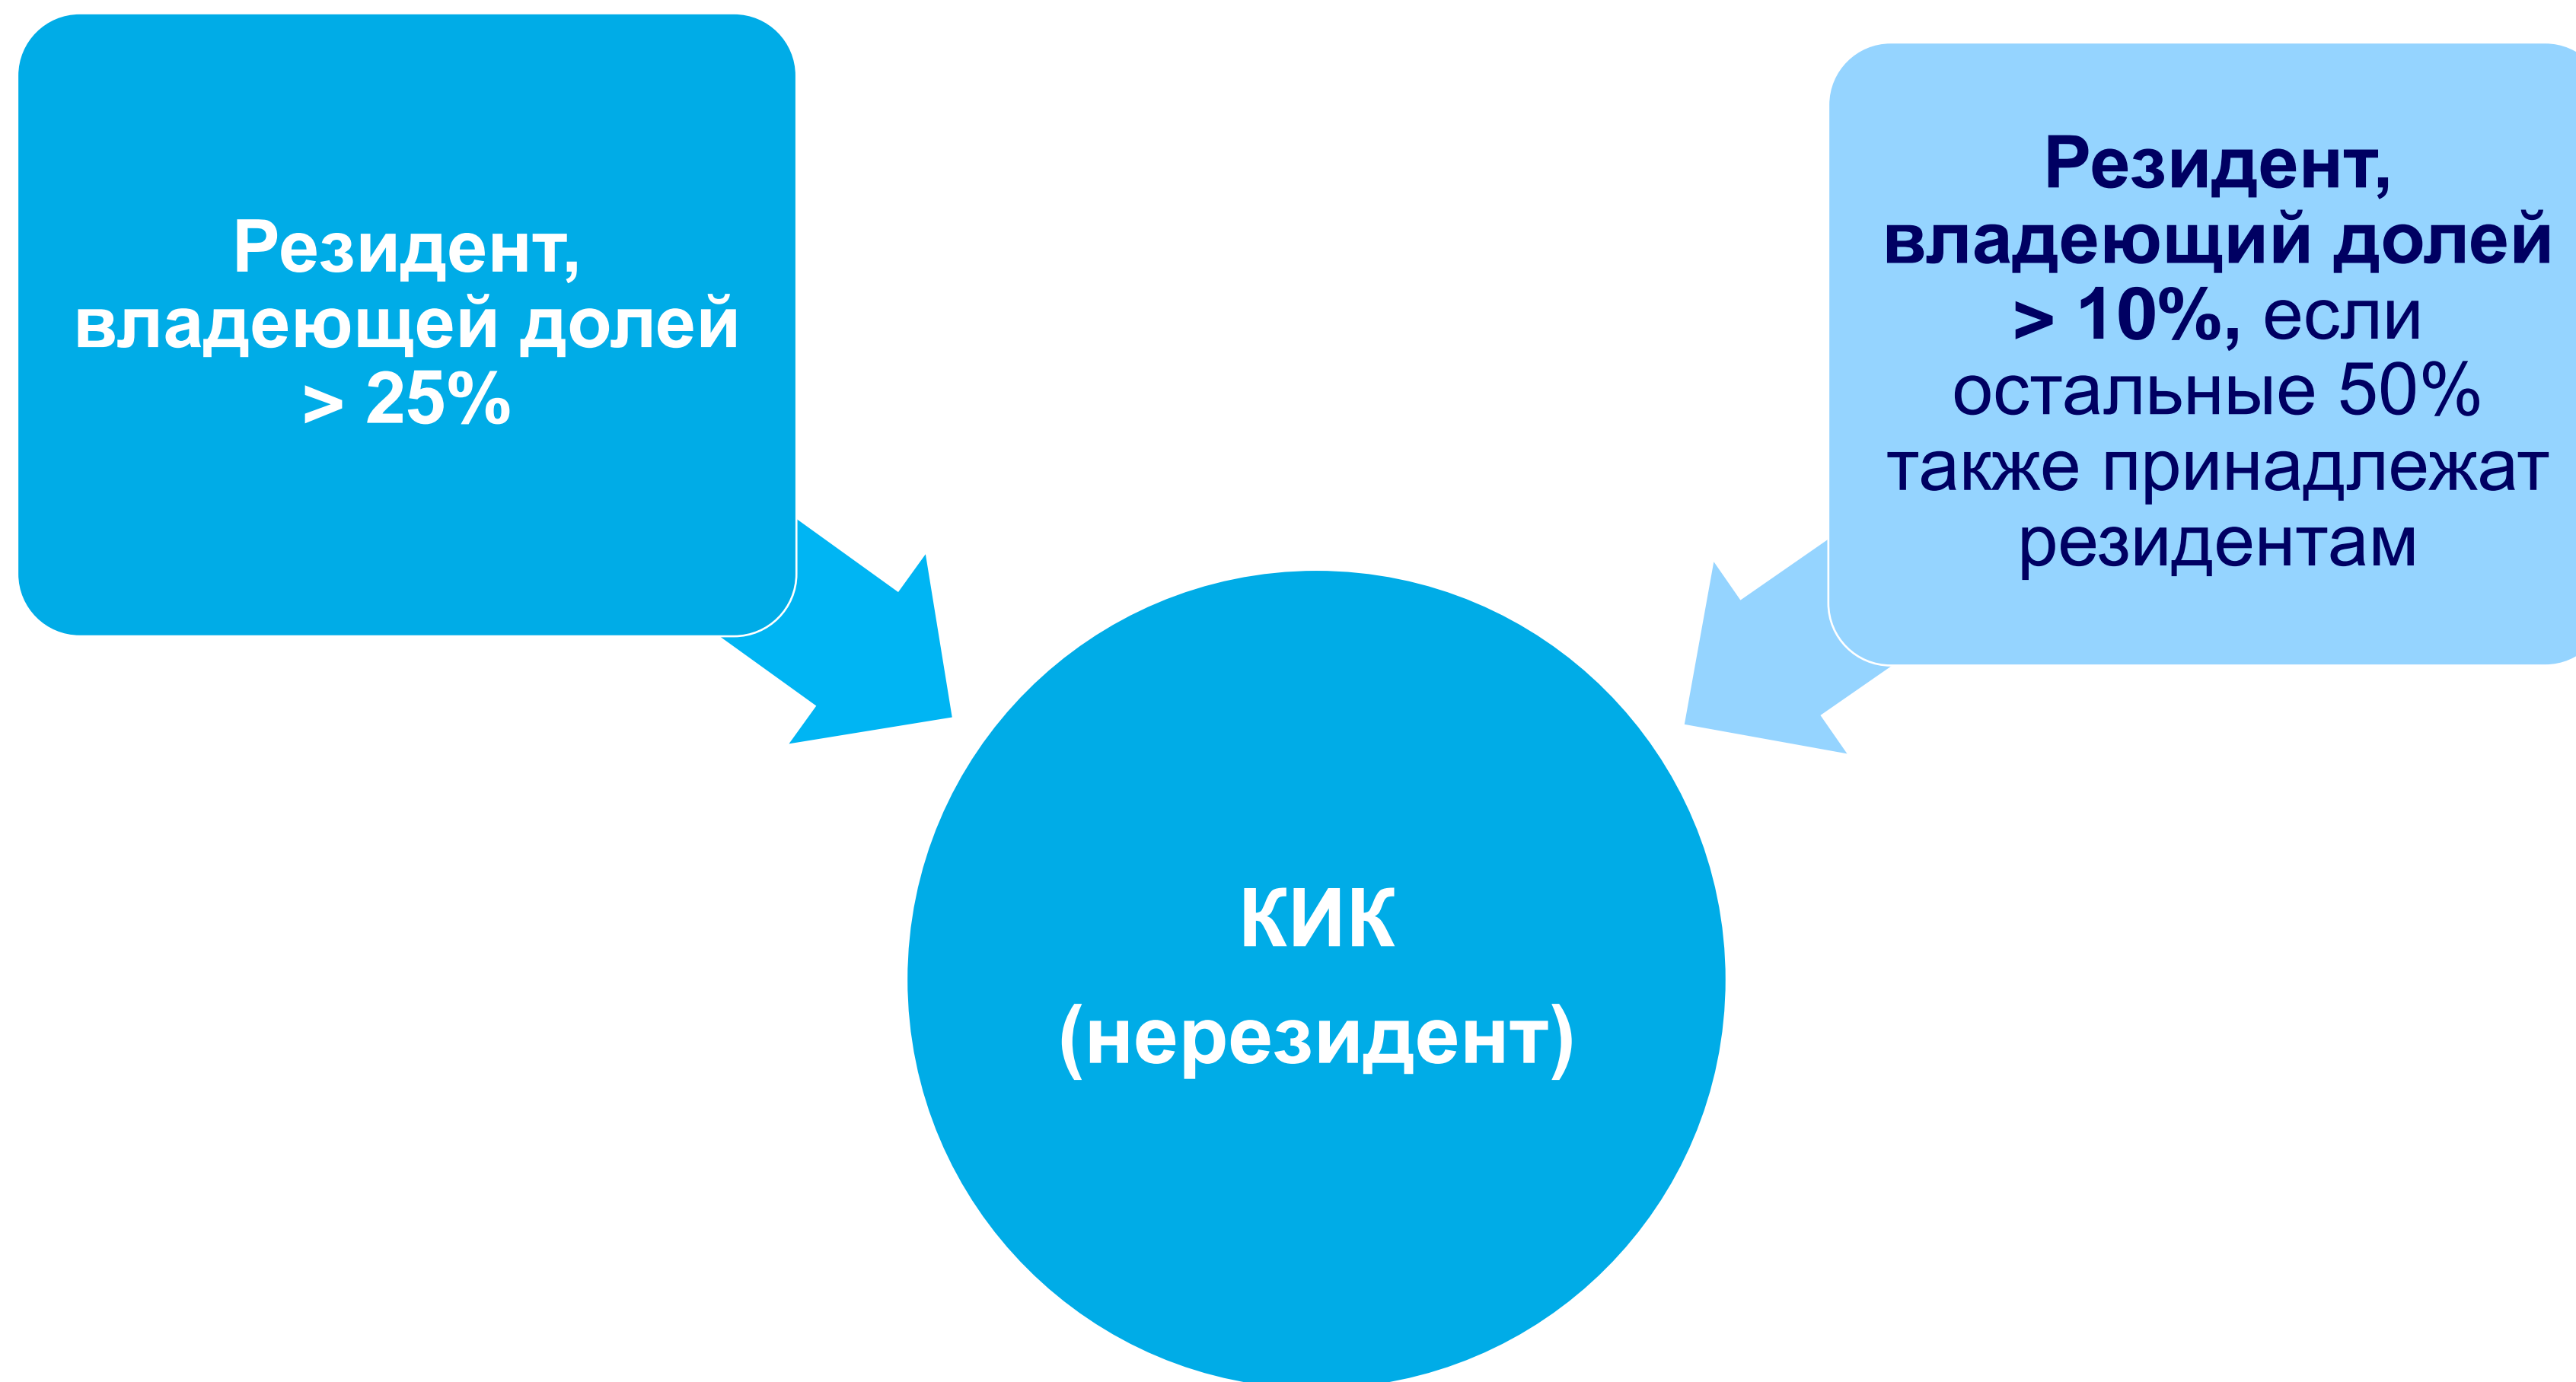 Резидент,
владеющей долей
> 25%
Резидент,
владеющий долей
> 10%, если
остальные 50%
также принадлежат
резидентам
КИК
(нерезидент)